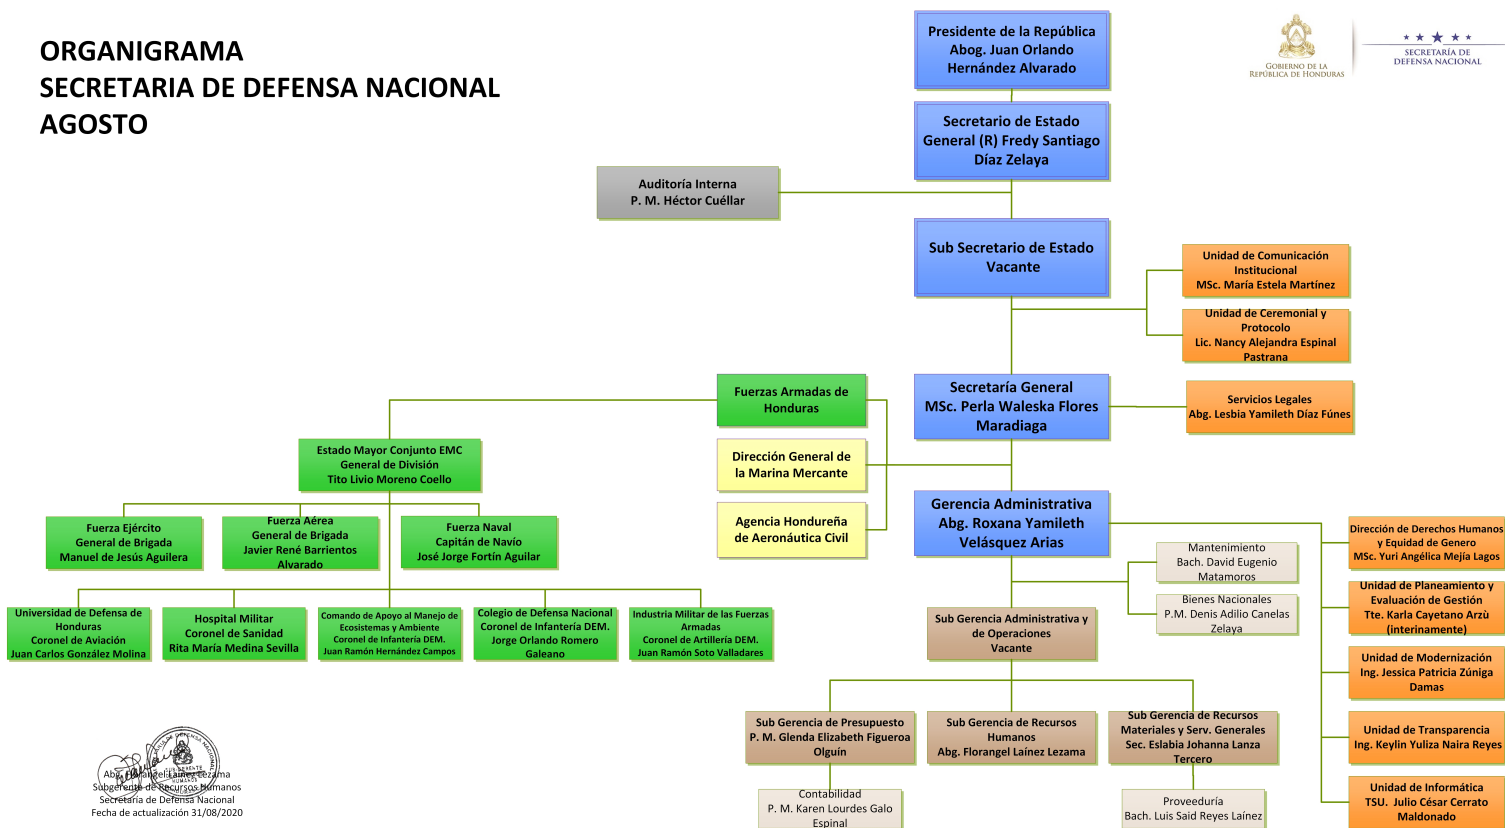 ORGANIGRAMA
SECRETARIA DE DEFENSA NACIONAL
AGOSTO
Presidente de la República
Abog. Juan Orlando
Hernández Alvarado
GOBIERNO DE LA
REPÚBLICA DE HONDURAS
SECRETARÍA DE
DEFENSA NACIONAL
Secretario de Estado
General (R) Fredy Santiago
Díaz Zelaya
Auditoría Interna
P. M. Héctor Cuéllar
Sub Secretario de Estado
Vacante
Unidad de Comunicación
Institucional
MSc. María Estela Martínez
Unidad de Ceremonial y
Protocolo
Lic. Nancy Alejandra Espinal
Pastrana
Secretaría General
MSc. Perla Waleska Flores
Maradiaga
Servicios Legales
Abg. Lesbia Yamileth Díaz Fúnes
Fuerzas Armadas de
Honduras
Dirección General de
la Marina Mercante
Agencia Hondureña
de Aeronáutica Civil
Estado Mayor Conjunto EMC
General de División
Tito Livio Moreno Coello
Fuerza Ejército
General de Brigada
Manuel de Jesús Aguilera
Fuerza Aérea
General de Brigada
Javier René Barrientos
Alvarado
Fuerza Naval
Capitán de Navío
José Jorge Fortín Aguilar
Universidad de Defensa de
Honduras
Coronel de Aviación
Juan Carlos González Molina
Hospital Militar
Coronel de Sanidad
Rita María Medina Sevilla
Comando de Apoyo al Manejo de
Ecosistemas y Ambiente
Coronel de Infantería DEM.
Juan Ramón Hernández Campos
Colegio de Defensa Nacional
Coronel de Infantería DEM.
Jorge Orlando Romero
Galeano
Industria Militar de las Fuerzas
Armadas
Coronel de Artillería DEM.
Juan Ramón Soto Valladares
Gerencia Administrativa
Abg. Roxana Yamileth
Velásquez Arias
Mantenimiento
Bach. David Eugenio
Matamoros
Bienes Nacionales
P.M. Denis Adilio Canelas
Zelaya
Sub Gerencia Administrativa y
de Operaciones
Vacante
Sub Gerencia de Presupuesto
P. M. Glenda Elizabeth Figueroa
Olguín
Sub Gerencia de Recursos
Humanos
Abg. Florangel Laínez Lezama
Sub Gerencia de Recursos
Materiales y Serv. Generales
Sec. Eslabia Johanna Lanza
Tercero
Contabilidad
P. M. Karen Lourdes Galo
Espinal
Proveeduría
Bach. Luis Said Reyes Laínez
Dirección de Derechos Humanos
y Equidad de Genero
MSc. Yuri Angélica Mejía Lagos
Unidad de Planeamiento y
Evaluación de Gestión
Tte. Karla Cayetano Arzù
(interinamente)
Unidad de Modernización
Ing. Jessica Patricia Zúniga
Damas
Unidad de Transparencia
Ing. Keylin Yuliza Naira Reyes
Unidad de Informática
TSU. Julio César Cerrato
Maldonado
Abg. Florangel Laínez Lezama
Subgerente de Recursos Humanos
Secretaría de Defensa Nacional
Fecha de actualización 31/08/2020